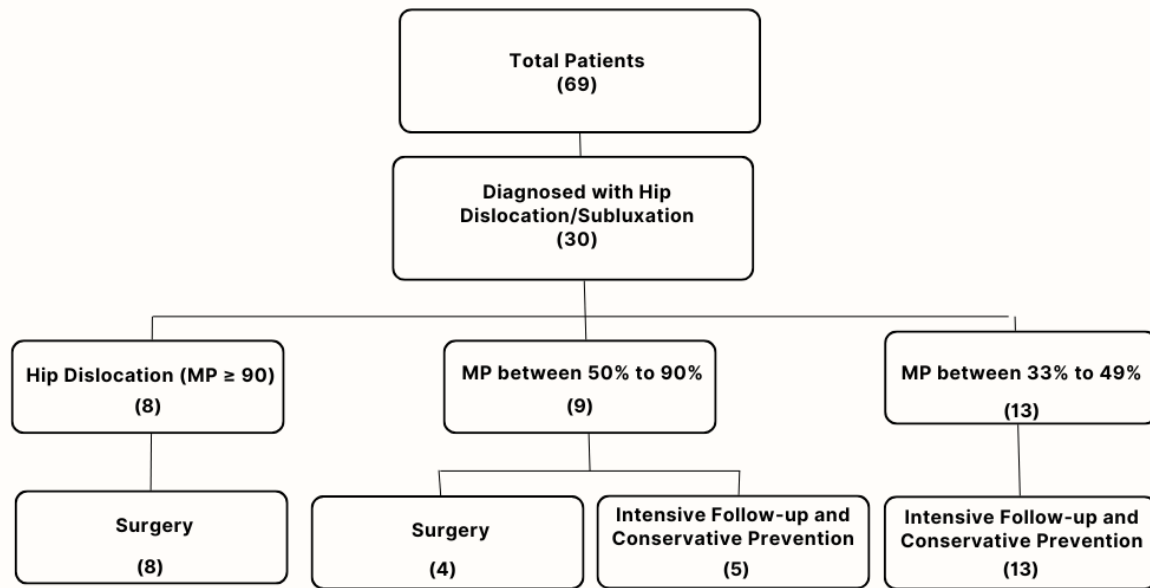 Total Patients
(69)
Diagnosed with Hip
Dislocation/Subluxation
(30)
Hip Dislocation (MP ≥ 90)
(8)
MP between 50% to 90%
(9)
MP between 33% to 49%
(13)
Surgery
(8)
Surgery
(4)
Intensive Follow-up and
Conservative Prevention
(5)
Intensive Follow-up and
Conservative Prevention
(13)